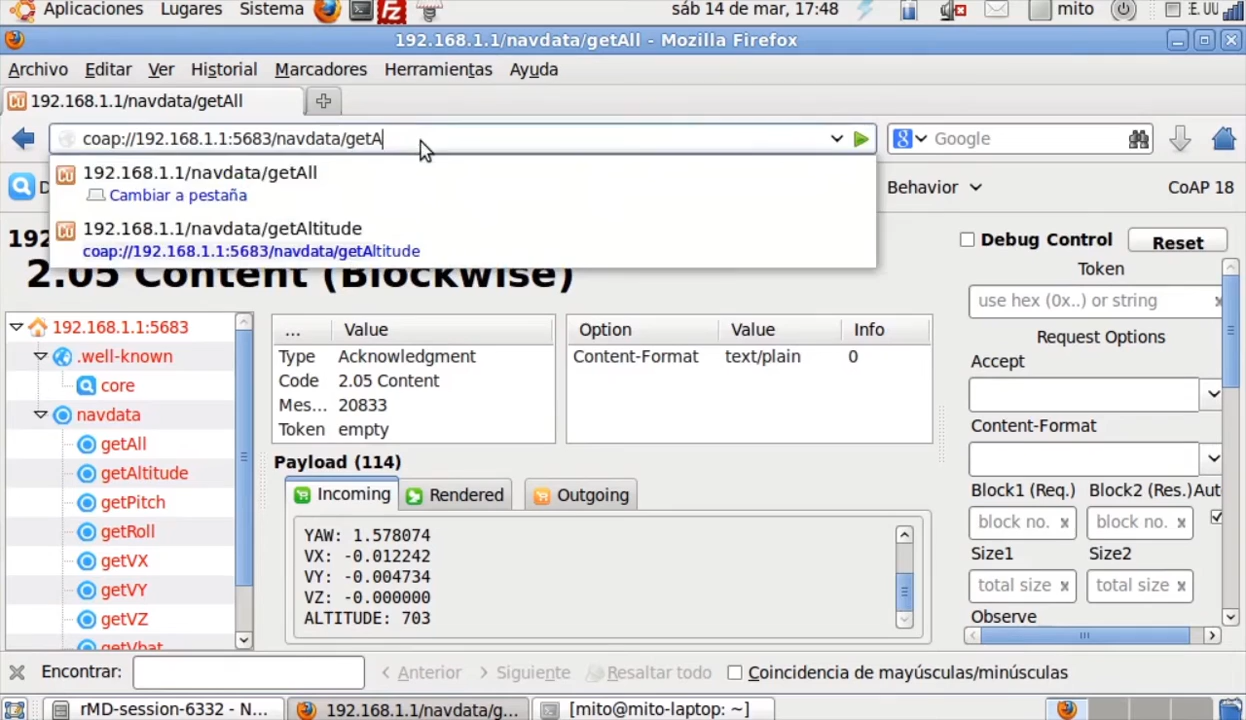 Aplicaciones Lugares Sistema sáb 14 de mar, 17:48 mito
192.168.1.1/navdata/getAll - Mozilla Firefox
Archivo Editar Ver Historial Marcadores Herramientas Ayuda
192.168.1.1/navdata/getAll
coap://192.168.1.1:5683/navdata/getA Google
192.168.1.1/navdata/getAll
Cambiar a pestaña
192.168.1.1/navdata/getAltitude
coap://192.168.1.1:5683/navdata/getAltitude
D Behavior CoAP 18
192 Debug Control Reset
2.05 Content (Blockwise)
Token
use hex (0x..) or string
Request Options
Accept
Content-Format
Block1 (Req.) Block2 (Res.) Aut
block no. block no.
Size1 Size2
total size total size
Observe
192.168.1.1:5683
.well-known
core
navdata
getAll
getAltitude
getPitch
getRoll
getVX
getVY
getVZ
getVbat
... Value
Type Acknowledgment
Code 2.05 Content
Mes... 20833
Token empty
Option Value Info
Content-Format text/plain 0
Payload (114)
Incoming Rendered Outgoing
YAW: 1.578074
VX: -0.012242
VY: -0.004734
VZ: -0.000000
ALTITUDE: 703
Encontrar: Anterior Siguiente Resaltar todo Coincidencia de mayúsculas/minúsculas
rMD-session-6332 - N... 192.168.1.1/navdata/g... [mito@mito-laptop: ~]